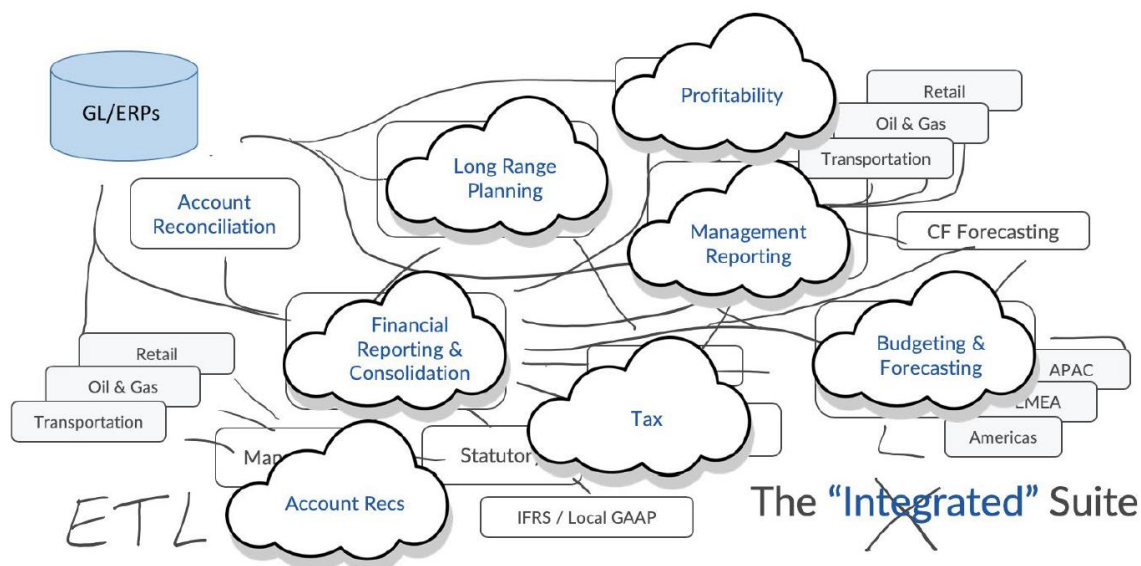 GL/ERPs
Profitability
Retail
Oil & Gas
Transportation
Long Range
Planning
Account
Reconciliation
Management
Reporting
CF Forecasting
Financial
Reporting &
Consolidation
Budgeting &
Forecasting
Retail
Oil & Gas
Transportation
APAC
EMEA
Americas
Tax
Man
Statutory
Account Recs
IFRS / Local GAAP
ETL
The “Integrated” Suite